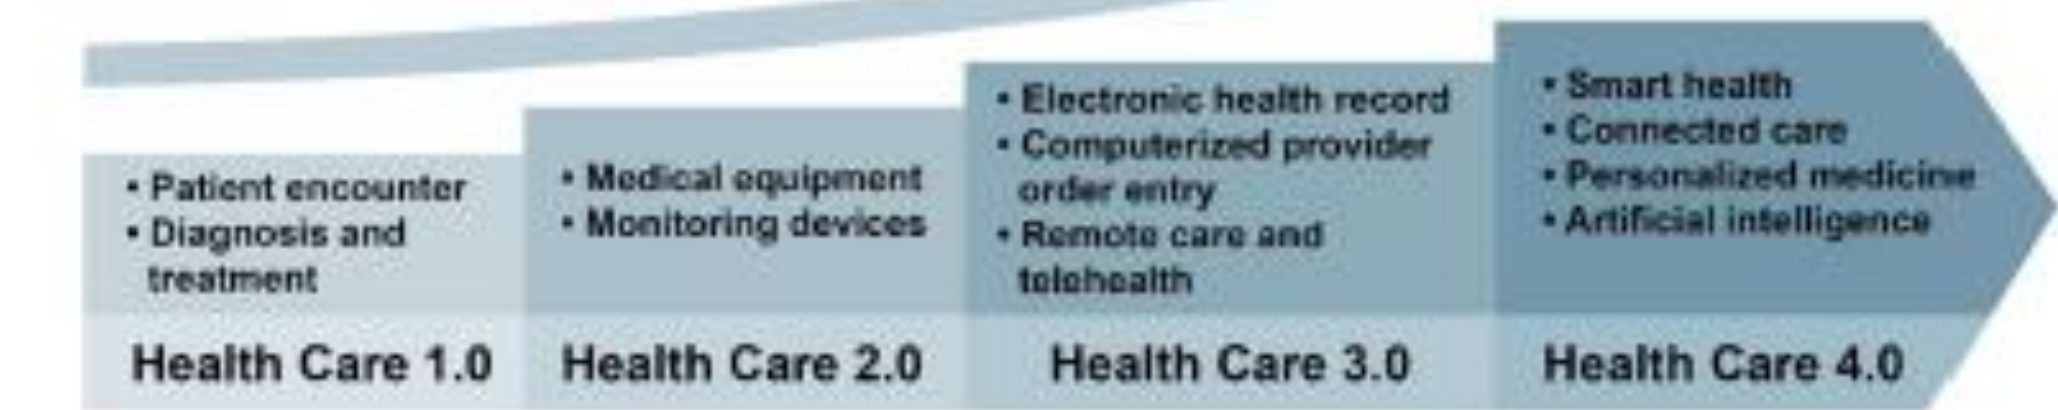 • Patient encounter
• Diagnosis and
treatment
Health Care 1.0
• Medical equipment
• Monitoring devices
Health Care 2.0
• Electronic health record
• Computerized provider
order entry
• Remote care and
telehealth
Health Care 3.0
• Smart health
• Connected care
• Personalized medicine
• Artificial intelligence
Health Care 4.0